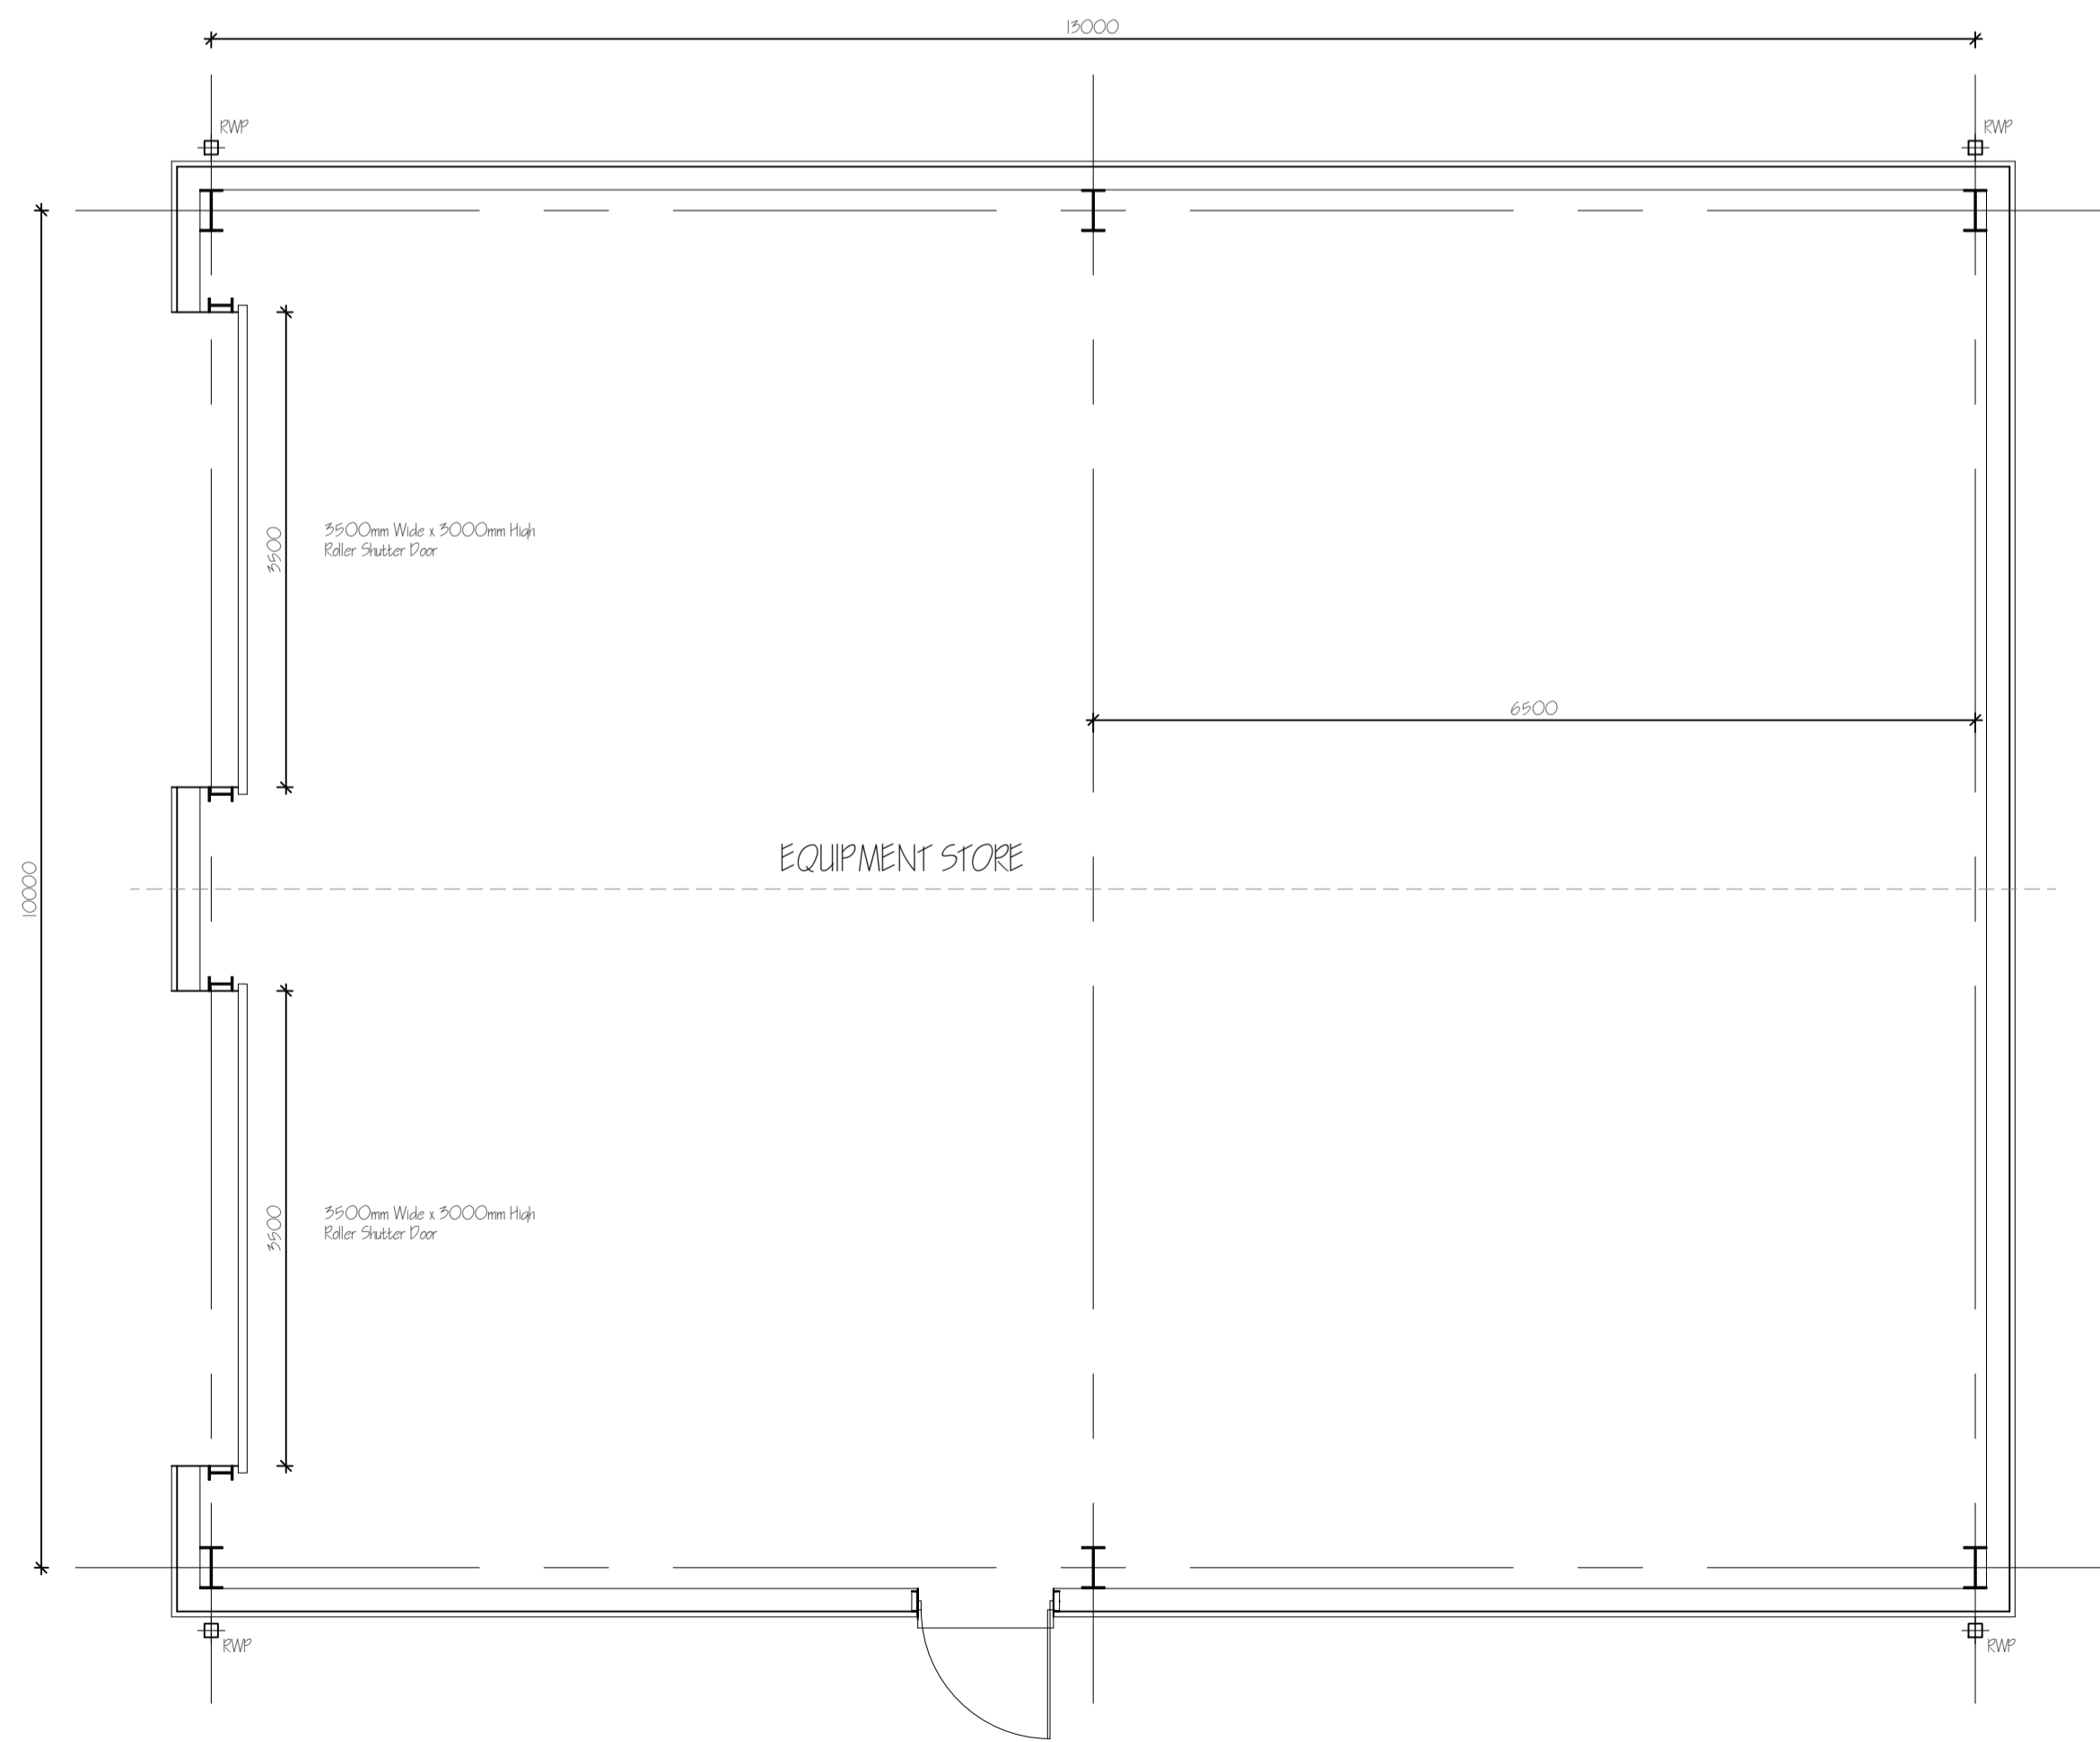 13000
RWP
RWP
3500
3500mm Wide x 3000mm High
Roller Shutter Door
6500
EQUIPMENT STORE
10000
3500
3500mm Wide x 3000mm High
Roller Shutter Door
RWP
RWP